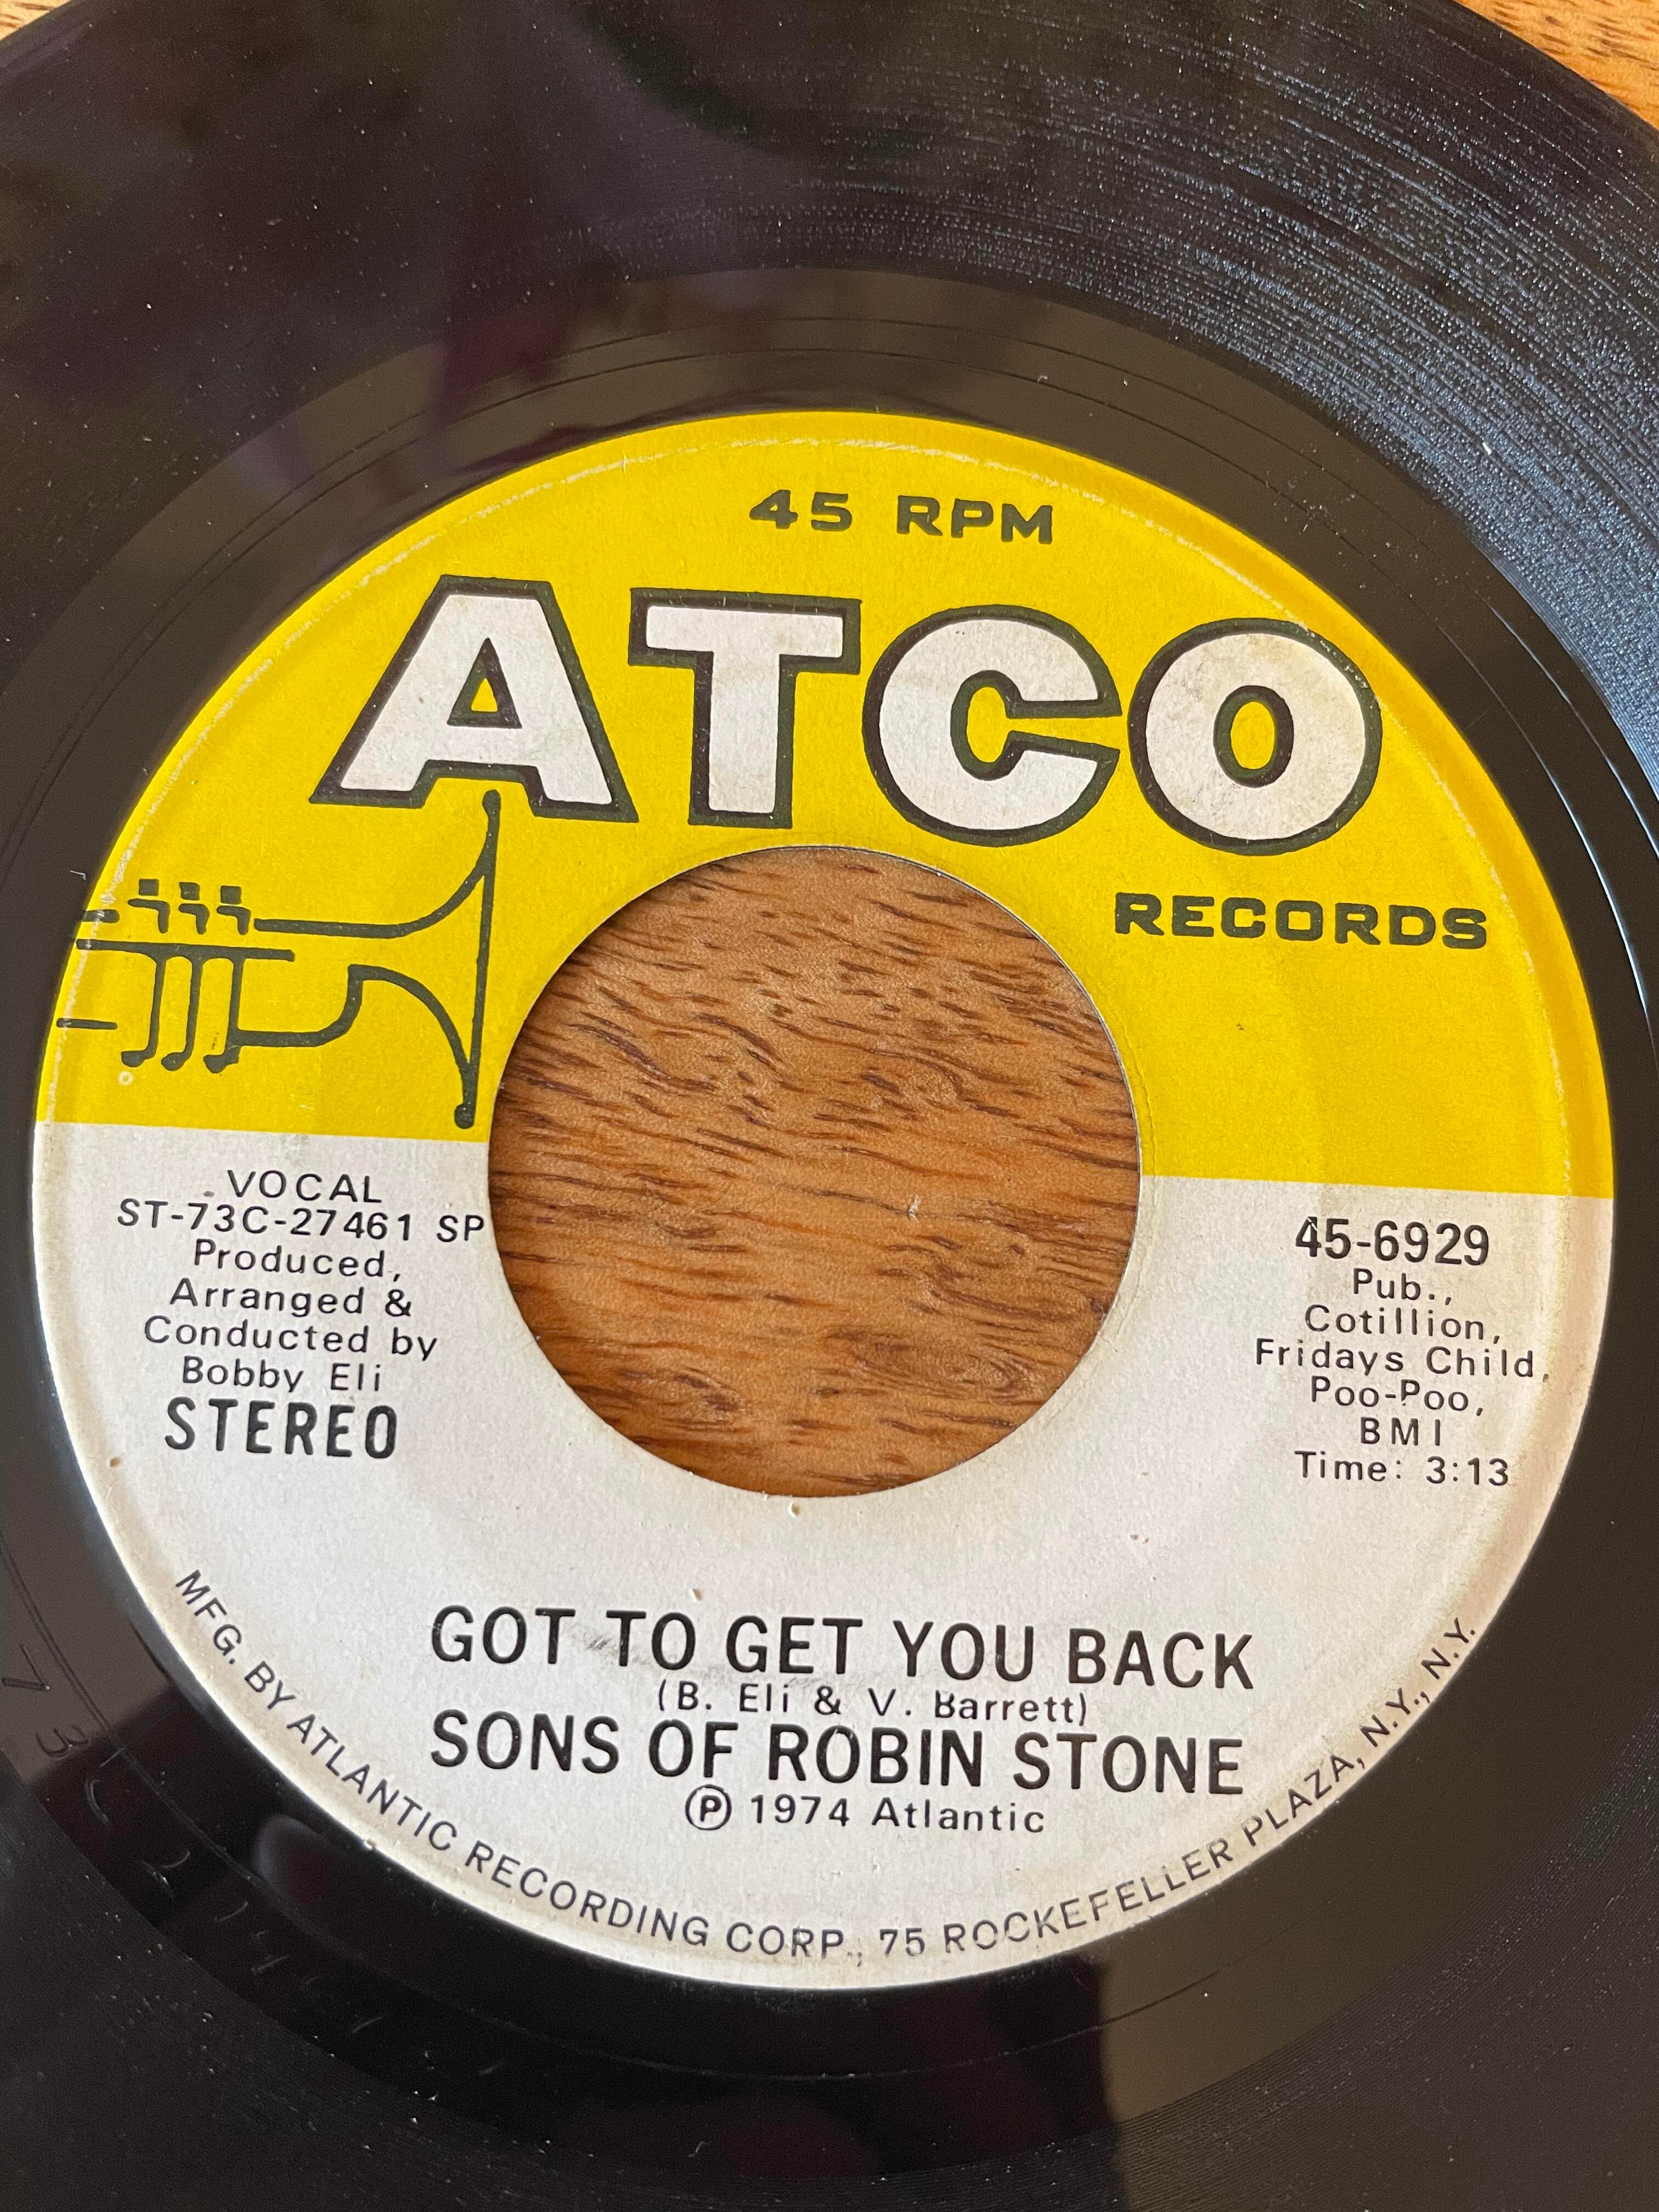 45 RPM
ATCO
RECORDS
VOCAL
ST-73C-27461 SP
Produced,
Arranged &
Conducted by
Bobby Eli
STEREO
45-6929
Pub.,
Cotillion,
Fridays Child,
Poo-Poo,
BMI
Time: 3:13
GOT TO GET YOU BACK
(B. Eli & V. Barrett)
SONS OF ROBIN STONE
Ⓟ 1974 Atlantic
MFG. BY ATLANTIC RECORDING CORP., 75 ROCKEFELLER PLAZA, N.Y., N.Y.